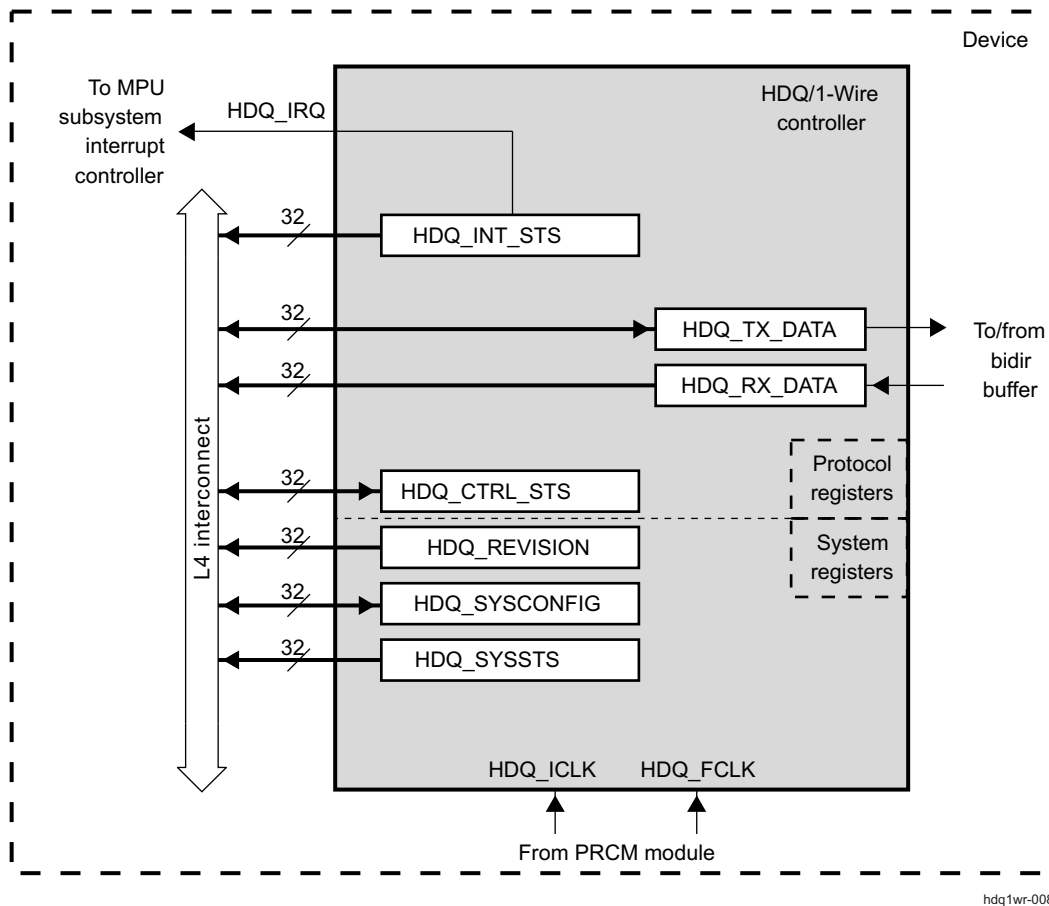 Device
To MPU
subsystem
interrupt
controller
HDQ_IRQ
HDQ/1-Wire
controller
32
HDQ_INT_STS
32
HDQ_TX_DATA
To/from
bidir
buffer
32
HDQ_RX_DATA
L4 interconnect
Protocol
registers
32
HDQ_CTRL_STS
32
HDQ_REVISION
System
registers
32
HDQ_SYSCONFIG
32
HDQ_SYSSTS
HDQ_ICLK
HDQ_FCLK
From PRCM module
hdq1wr-008